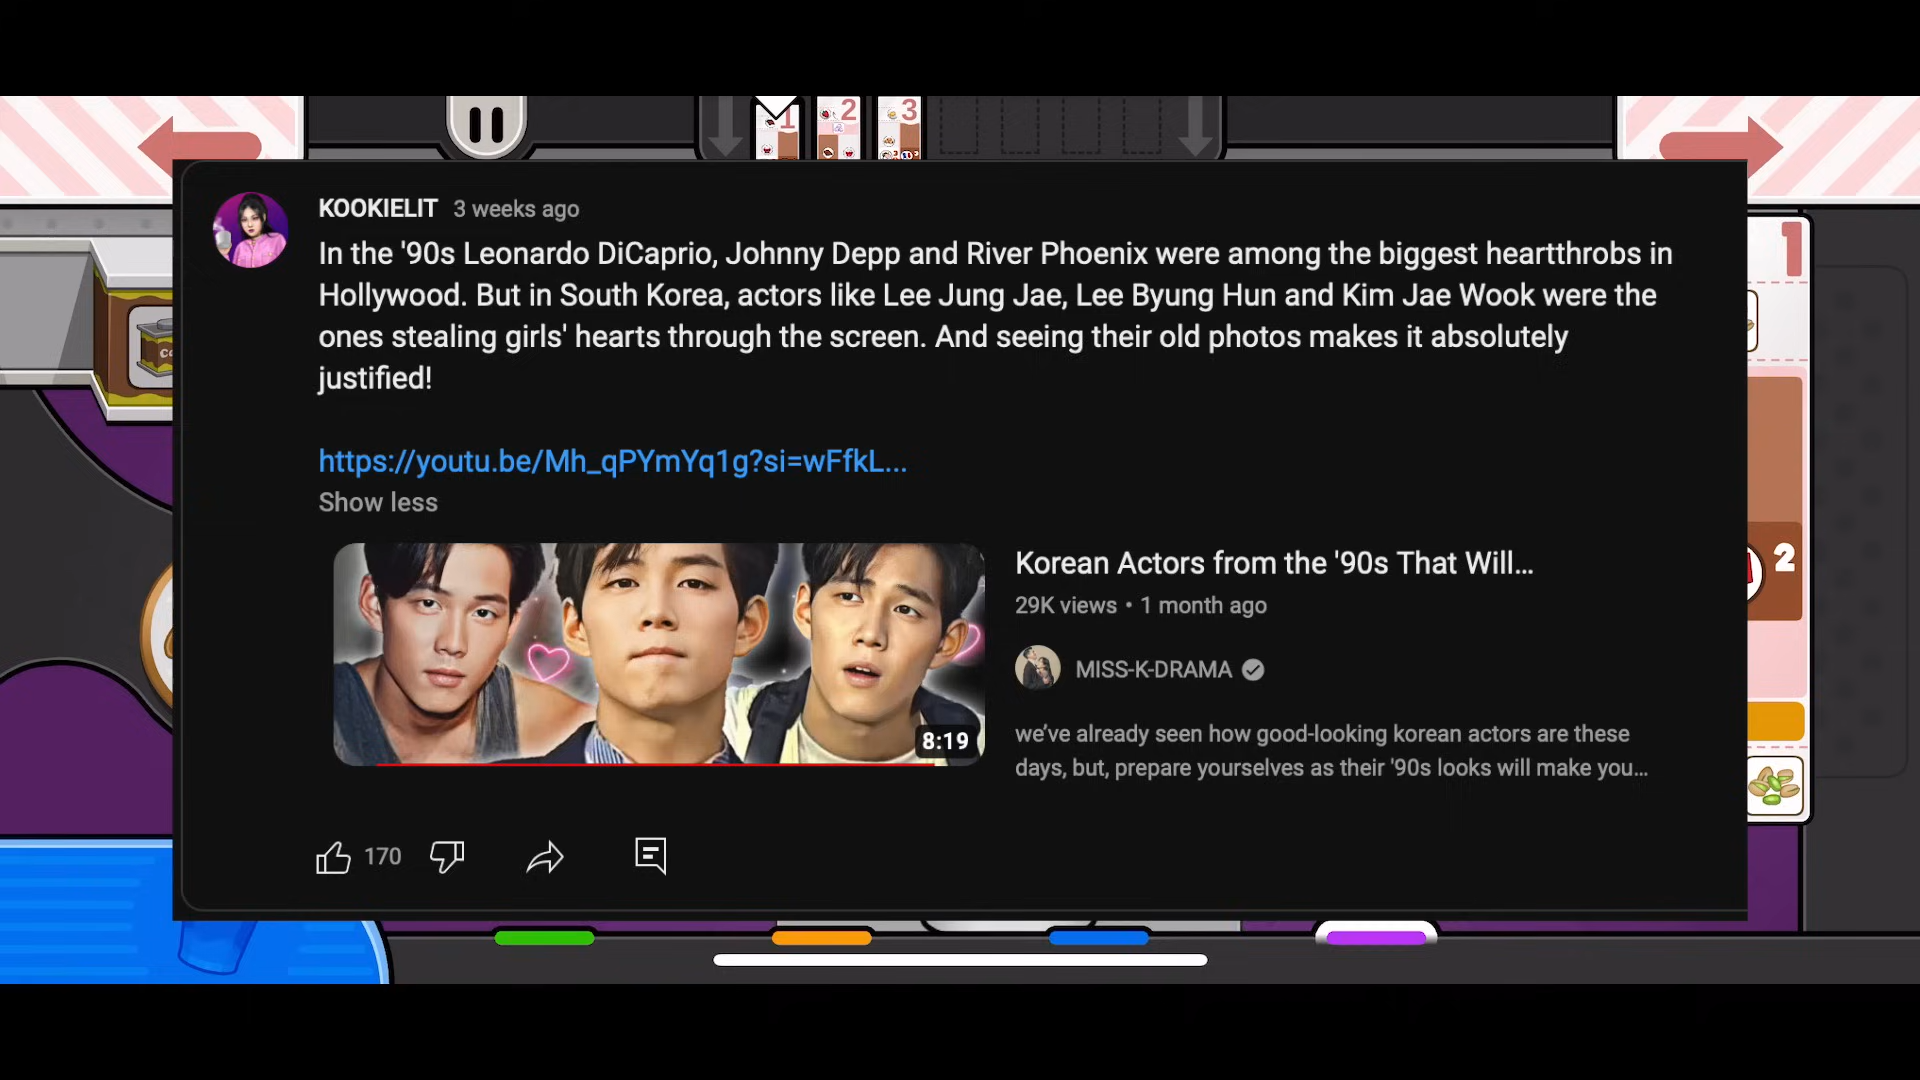 1
2
3
KOOKIELIT 3 weeks ago
In the '90s Leonardo DiCaprio, Johnny Depp and River Phoenix were among the biggest heartthrobs in
Hollywood. But in South Korea, actors like Lee Jung Jae, Lee Byung Hun and Kim Jae Wook were the
ones stealing girls' hearts through the screen. And seeing their old photos makes it absolutely
justified!
https://youtu.be/Mh_qPYmYq1g?si=wFfkL...
Show less
8:19
Korean Actors from the '90s That Will...
29K views • 1 month ago
MISS-K-DRAMA
we’ve already seen how good-looking korean actors are these
days, but, prepare yourselves as their '90s looks will make you...
170
1
2